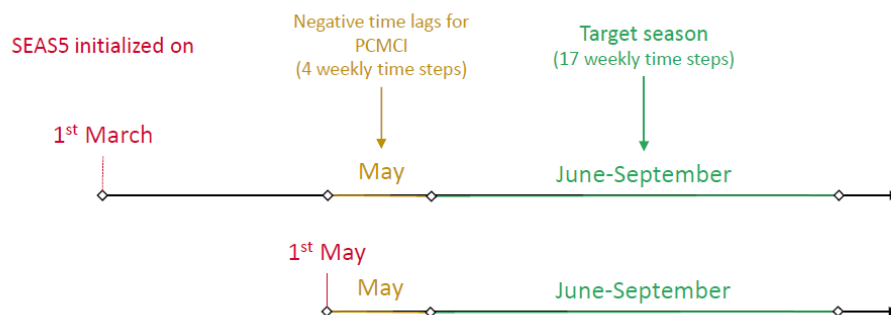 Negative time lags for
PCMCI
(4 weekly time steps)
Target season
(17 weekly time steps)
SEAS5 initialized on
1st March
May
June-September
1st May
May
June-September